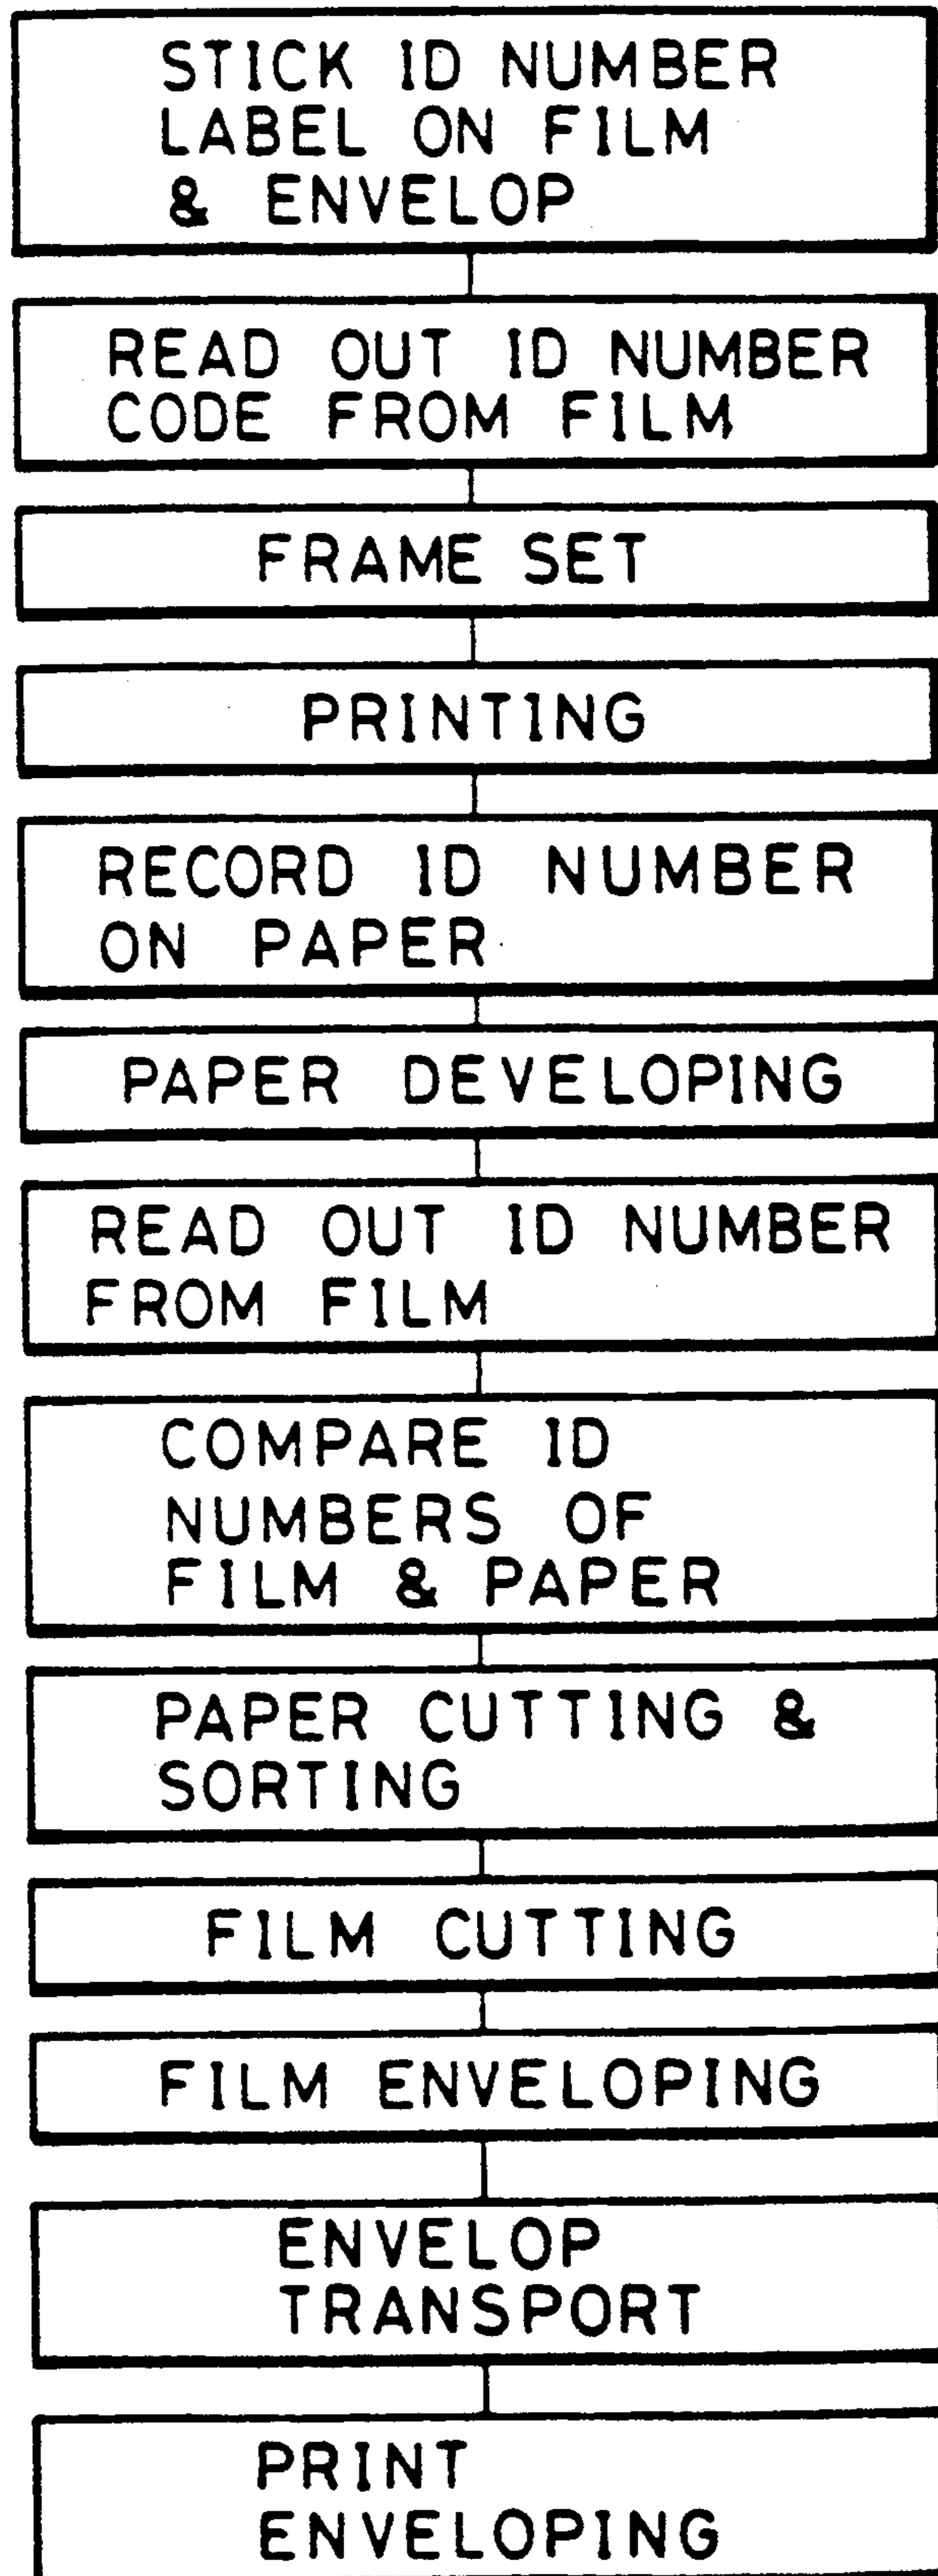 STICK ID NUMBER
LABEL ON FILM
& ENVELOP
READ OUT ID NUMBER
CODE FROM FILM
FRAME SET
PRINTING
RECORD ID NUMBER
ON PAPER
PAPER DEVELOPING
READ OUT ID NUMBER
FROM FILM
COMPARE ID
NUMBERS OF
FILM & PAPER
PAPER CUTTING &
SORTING
FILM CUTTING
FILM ENVELOPING
ENVELOP
TRANSPORT
PRINT
ENVELOPING